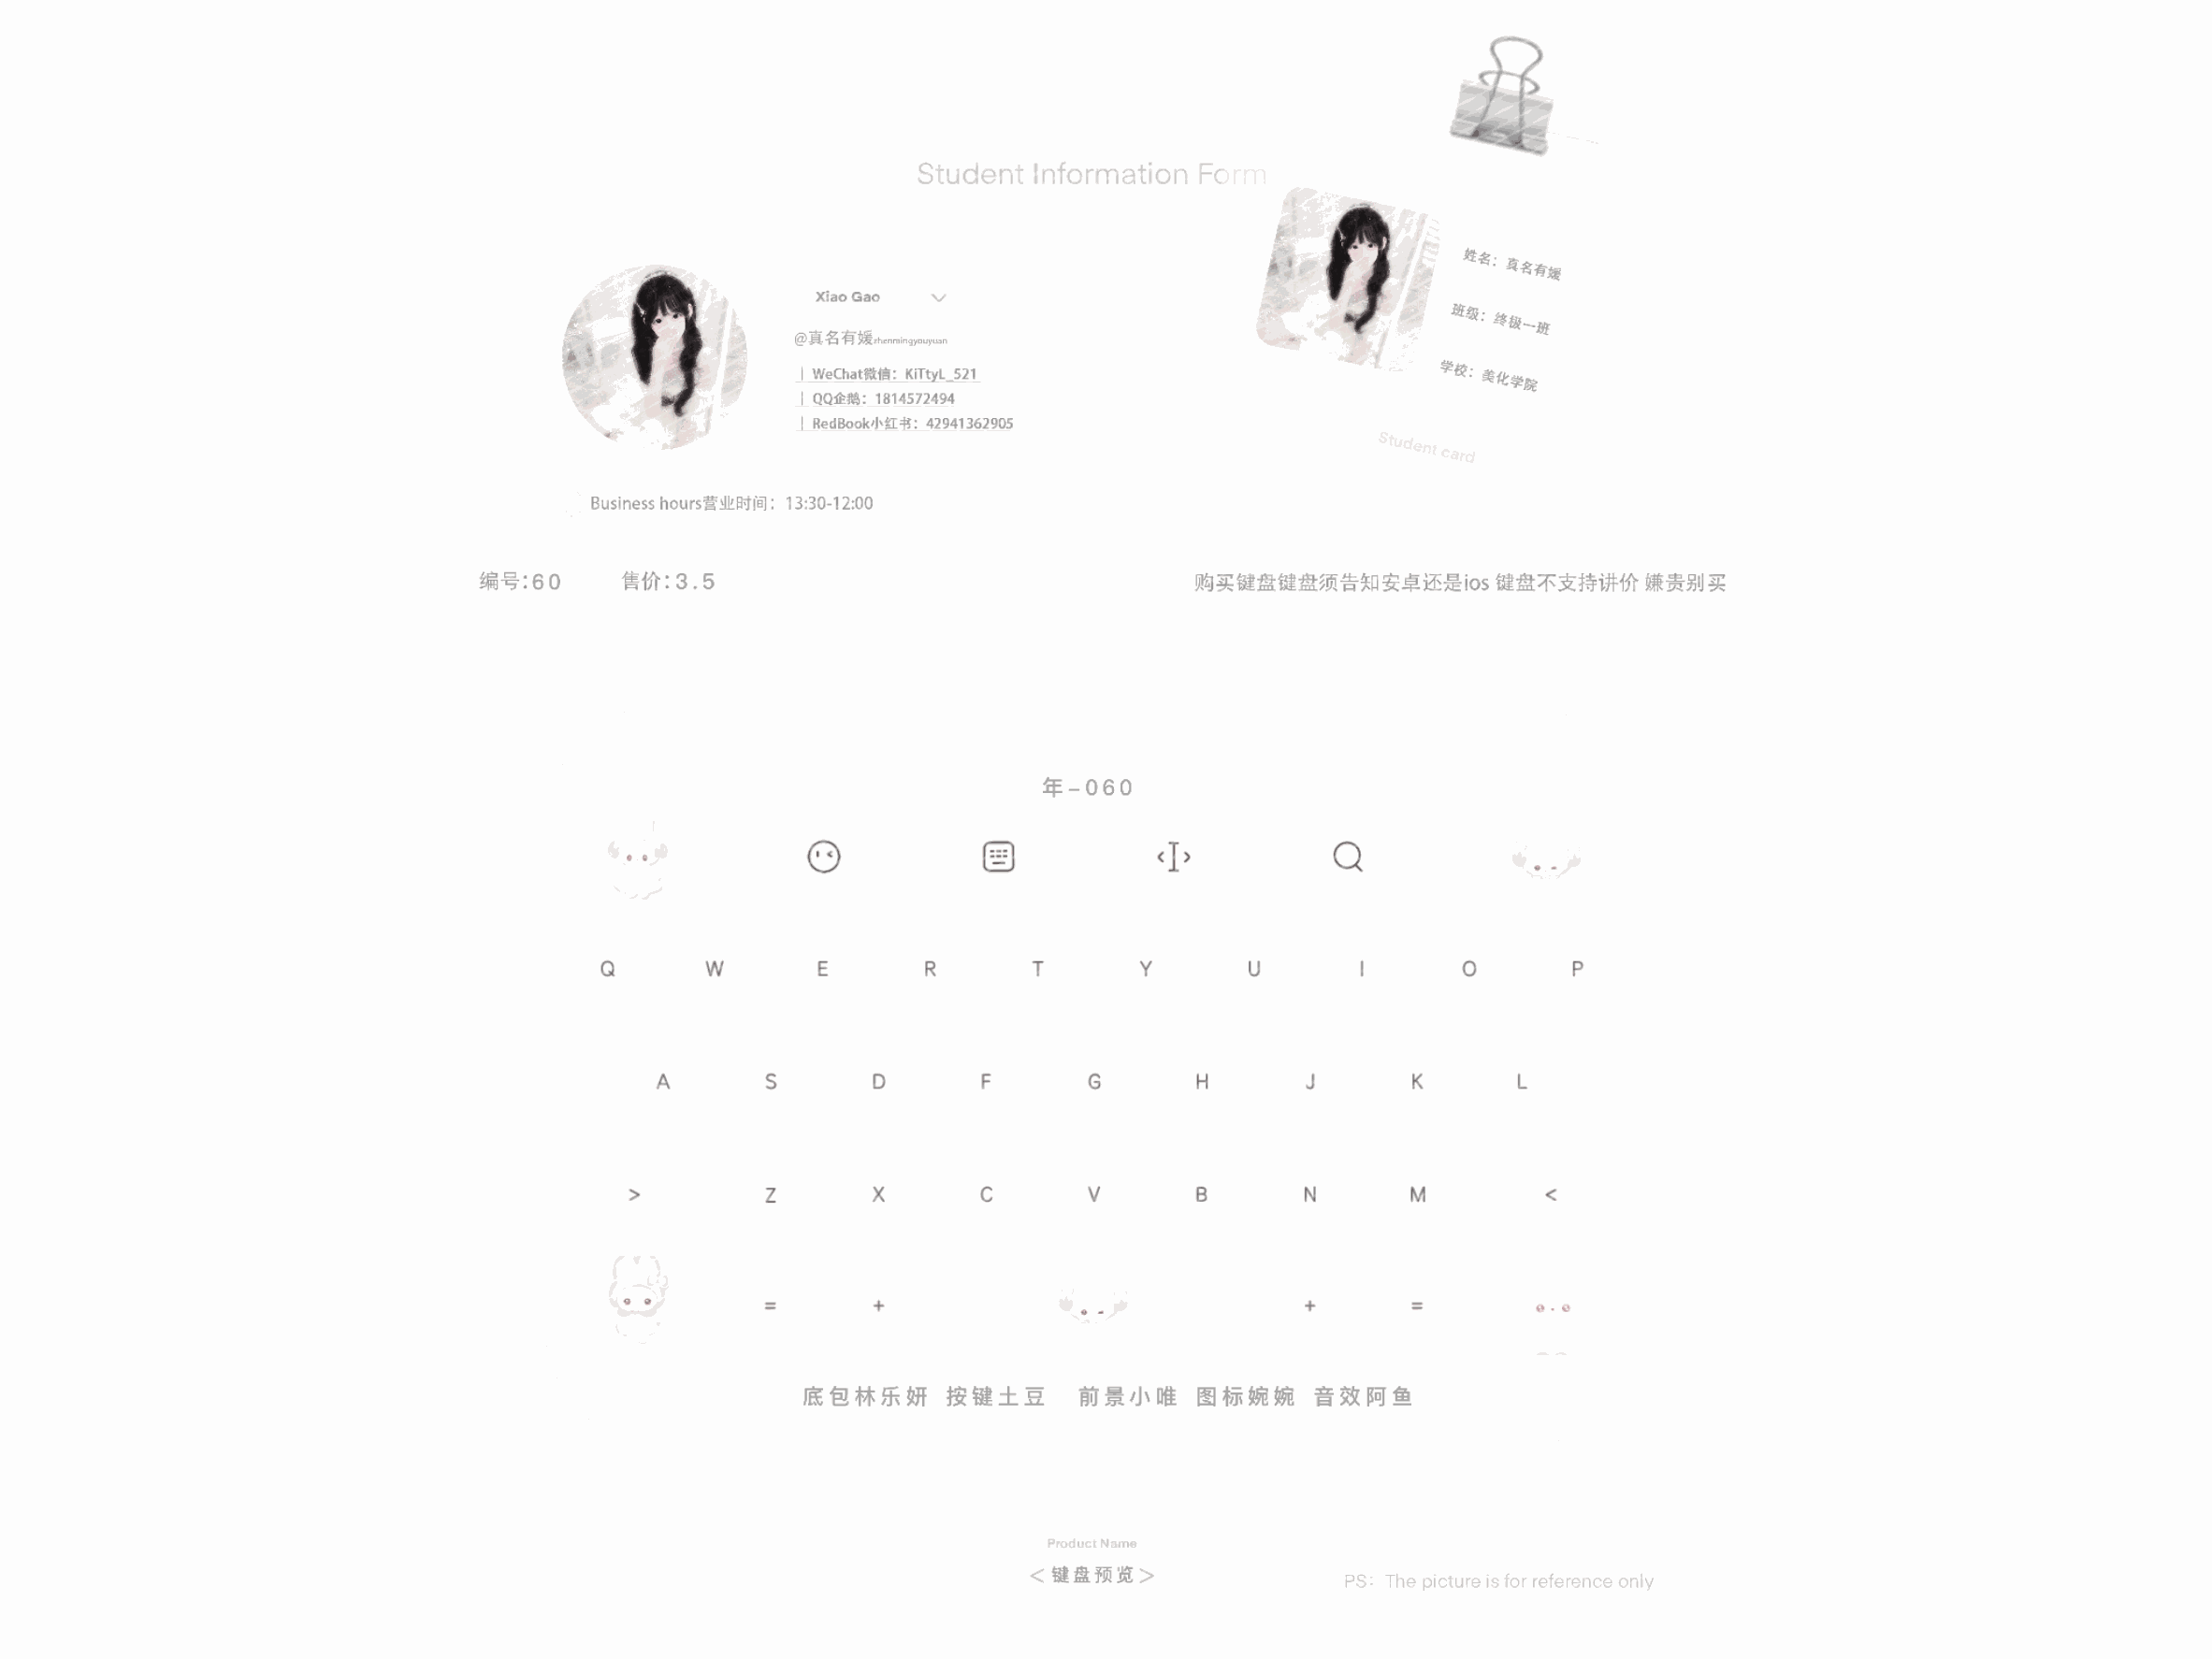 Student Information Form
姓名：真名有媛
班级：终极一班
学校：美化学院
Student card
Xiao Gao
@真名有媛zhenmingyouyuan
｜WeChat微信：KiTtyL_521
｜QQ企鹅：1814572494
｜RedBook小红书：42941362905
Business hours营业时间：13:30-12:00
编号:60 售价:3.5
购买键盘键盘须告知安卓还是ios 键盘不支持讲价 嫌贵别买
年-060
Q W E R T Y U I O P
A S D F G H J K L
> Z X C V B N M <
= + + =
底包林乐妍 按键土豆 前景小唯 图标婉婉 音效阿鱼
Product Name
<键盘预览>
PS：The picture is for reference only